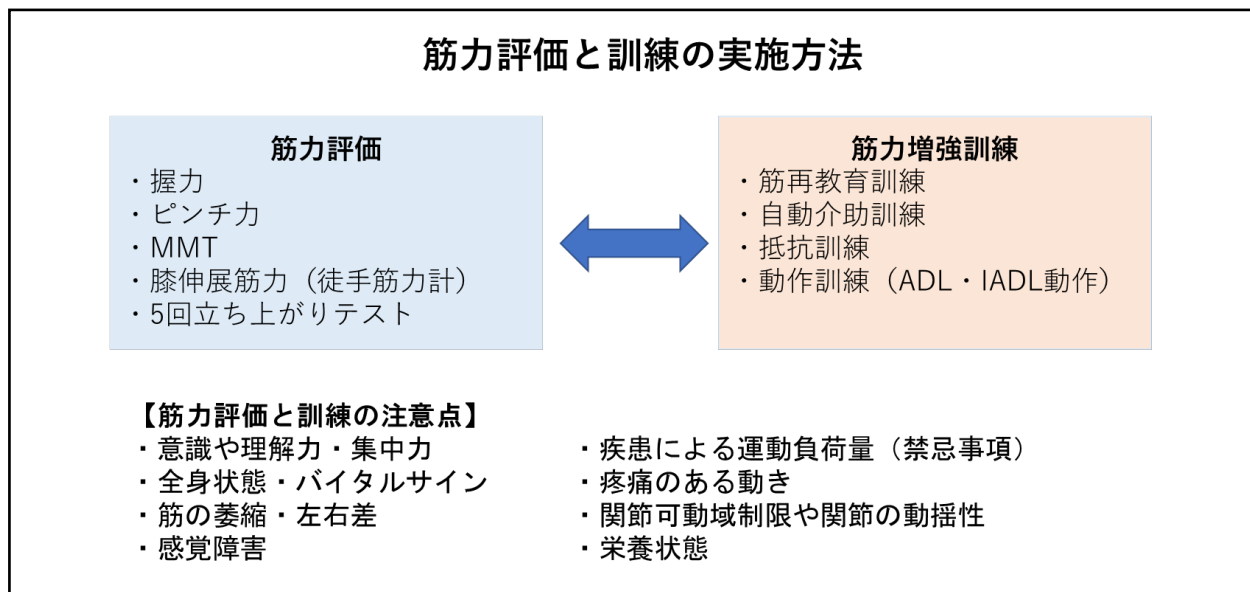 筋力評価と訓練の実施方法
筋力評価
・握力
・ピンチ力
・MMT
・膝伸展筋力（徒手筋力計）
・5回立ち上がりテスト
筋力増強訓練
・筋再教育訓練
・自動介助訓練
・抵抗訓練
・動作訓練（ADL・IADL動作）
【筋力評価と訓練の注意点】
・意識や理解力・集中力
・全身状態・バイタルサイン
・筋の萎縮・左右差
・感覚障害
・疾患による運動負荷量（禁忌事項）
・疼痛のある動き
・関節可動域制限や関節の動揺性
・栄養状態